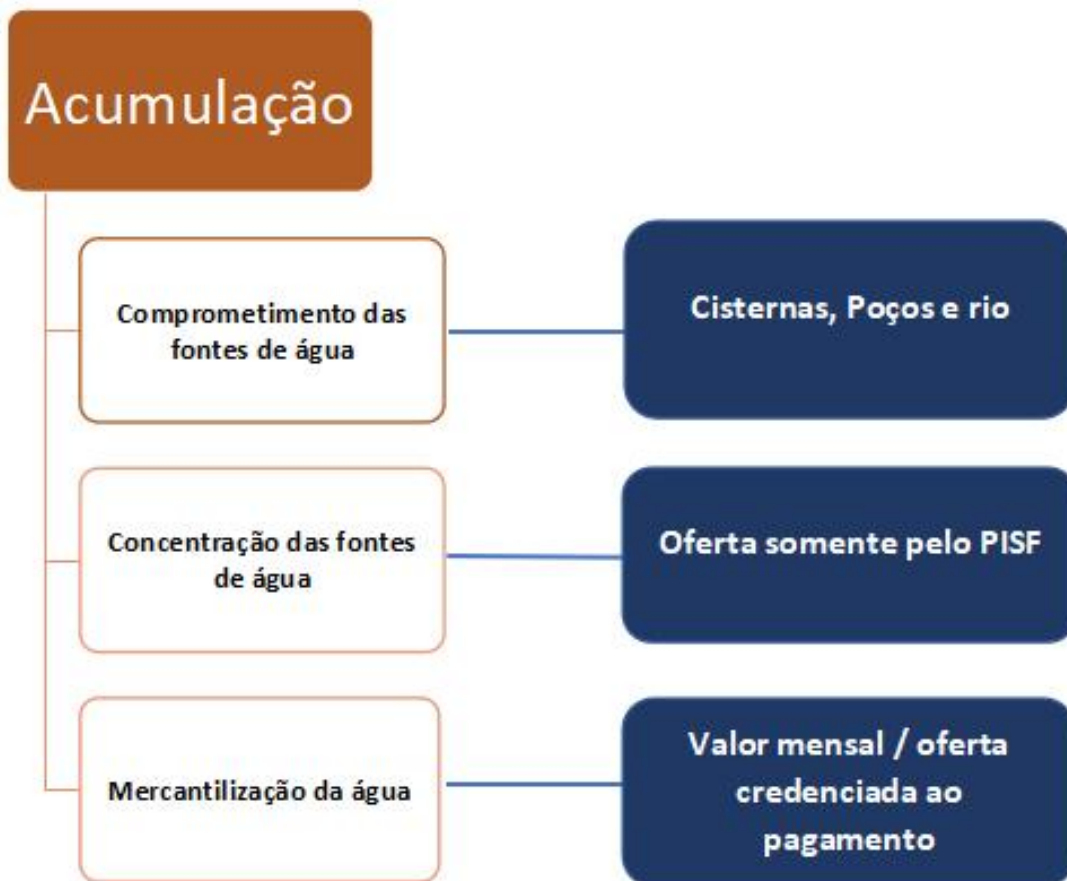 Acumulação
Comprometimento das
fontes de água
Cisternas, Poços e rio
Concentração das fontes
de água
Oferta somente pelo PISF
Mercantilização da água
Valor mensal / oferta
credenciada ao
pagamento